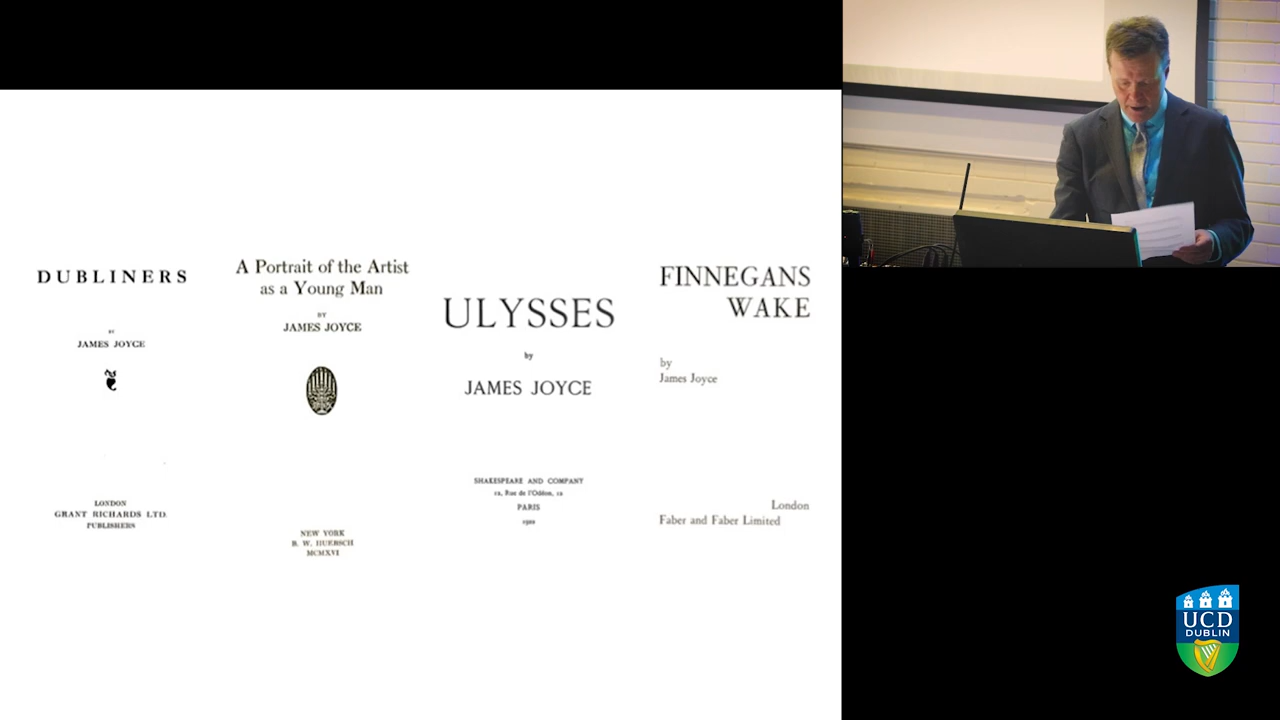 DUBLINERS
BY
JAMES JOYCE
LONDON
GRANT RICHARDS LTD.
PUBLISHERS
A Portrait of the Artist
as a Young Man
BY
JAMES JOYCE
NEW YORK
B. W. HUEBSCH
MCMXVI
ULYSSES
by
JAMES JOYCE
SHAKESPEARE AND COMPANY
12, Rue de l'Odéon, 12
PARIS
1922
FINNEGANS
WAKE
by
James Joyce
London
Faber and Faber Limited
UCD
DUBLIN